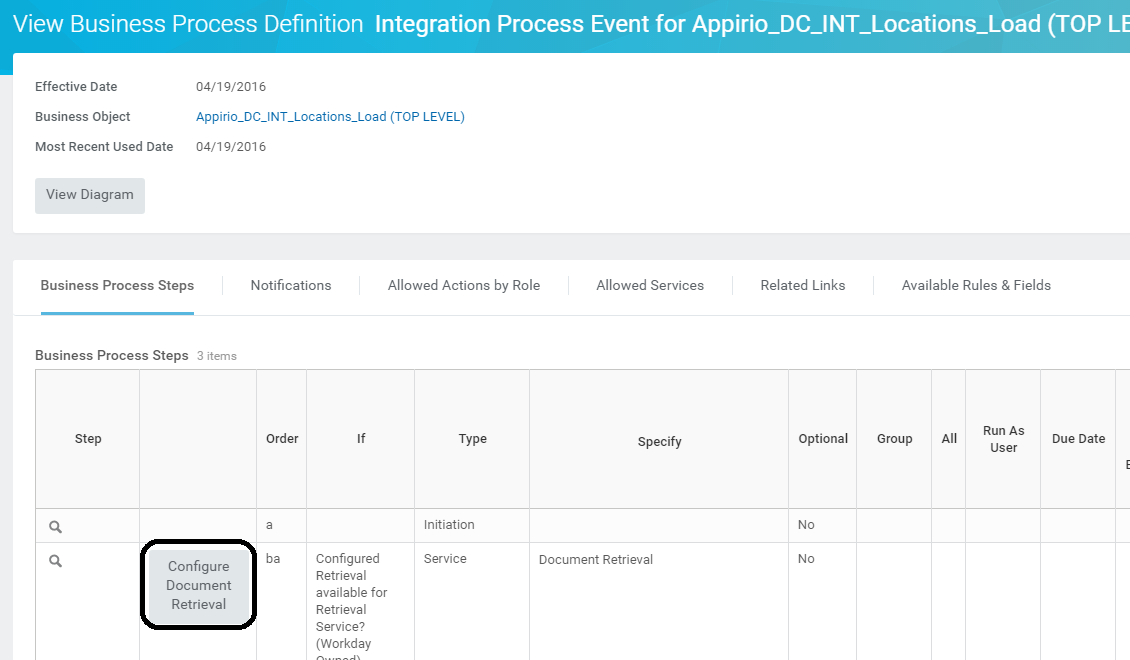 View Business Process Definition Integration Process Event for Appirio_DC_INT_Locations_Load (TOP LE
Effective Date 04/19/2016
Business Object Appirio_DC_INT_Locations_Load (TOP LEVEL)
Most Recent Used Date 04/19/2016
View Diagram
Business Process Steps Notifications Allowed Actions by Role Allowed Services Related Links Available Rules & Fields
Business Process Steps 3 items
Step Order If Type Specify Optional Group All Run As User Due Date
a Initiation No
Configure Document Retrieval
ba
Configured
Retrieval
available for
Retrieval
Service?
(Workday
Owned)
Service Document Retrieval No